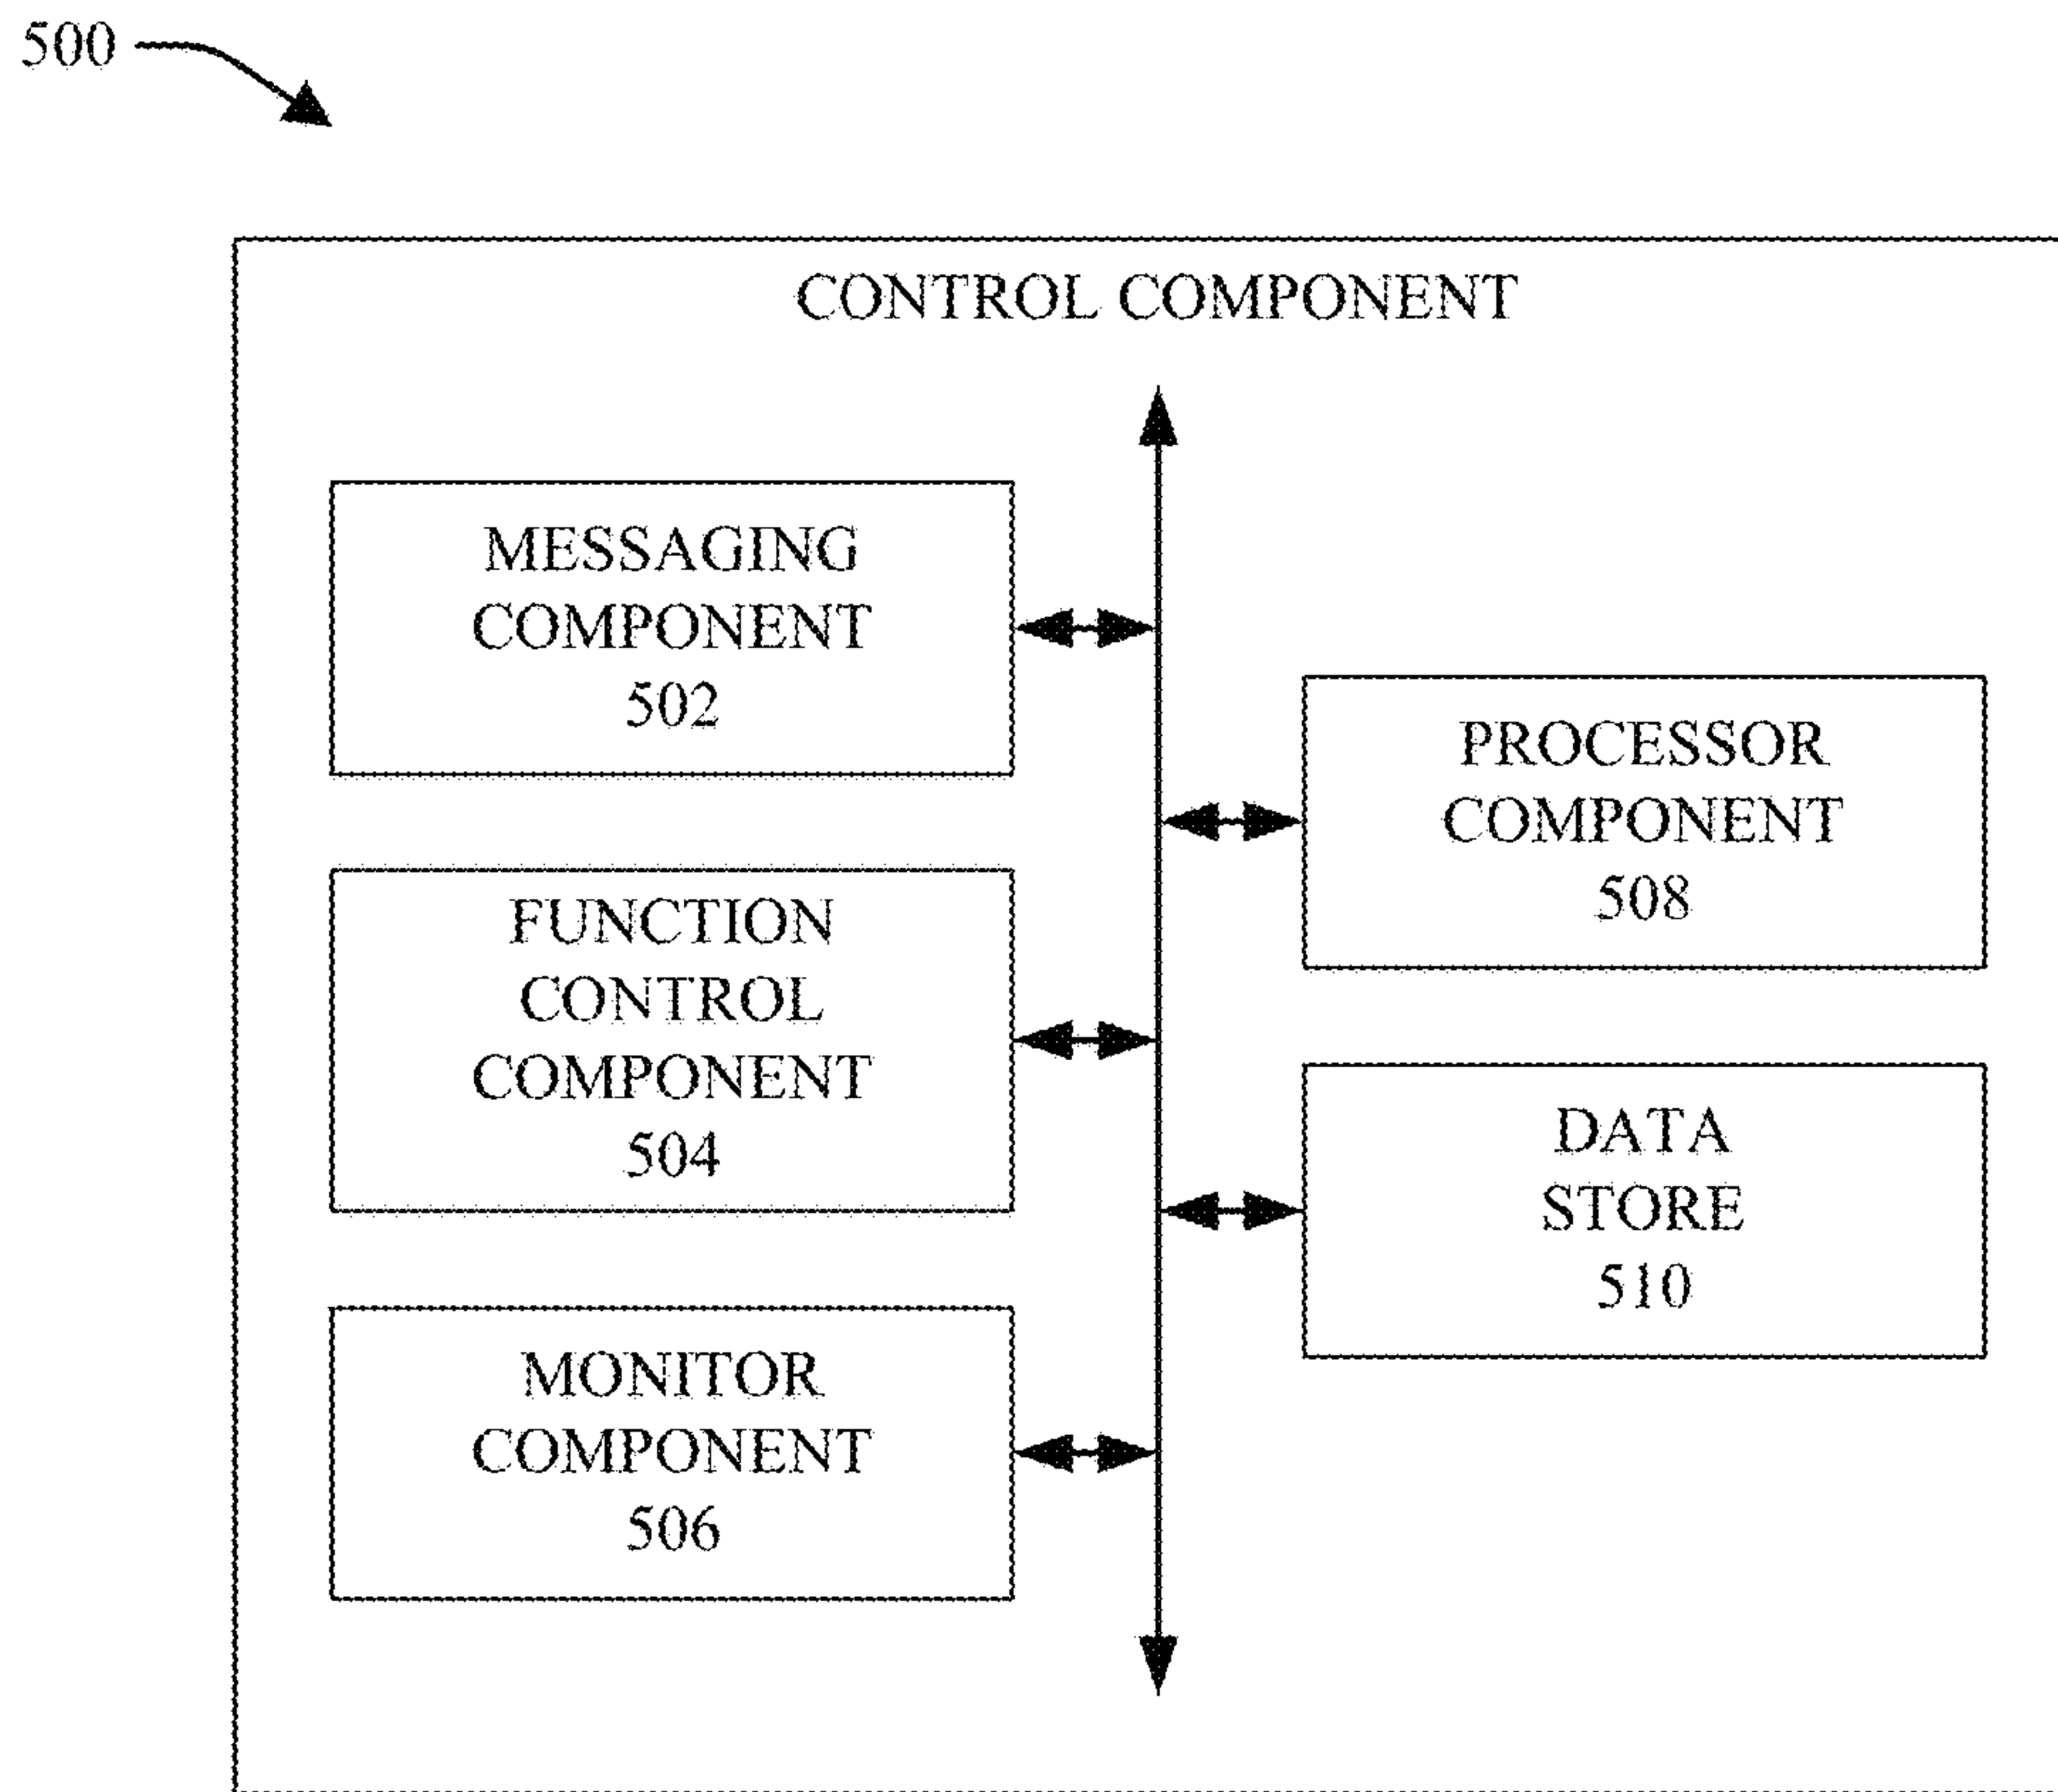 500
CONTROL COMPONENT
MESSAGING
COMPONENT
502
FUNCTION
CONTROL
COMPONENT
504
MONITOR
COMPONENT
506
PROCESSOR
COMPONENT
508
DATA
STORE
510